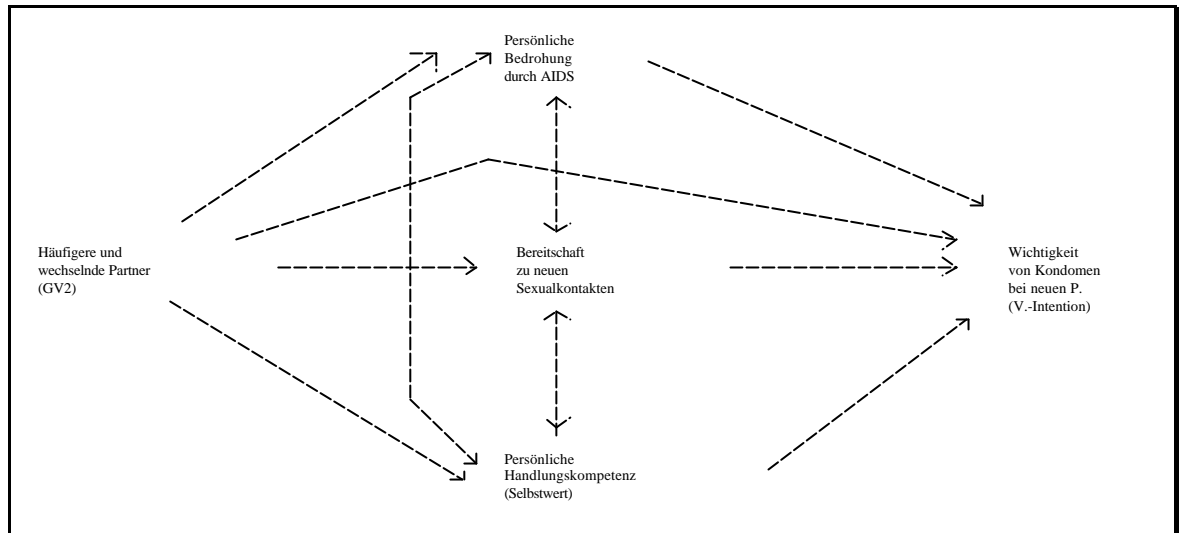 Persönliche
Bedrohung
durch AIDS
Häufigere und
wechselnde Partner
(GV2)
Bereitschaft
zu neuen
Sexualkontakten
Wichtigkeit
von Kondomen
bei neuen P.
(V.-Intention)
Persönliche
Handlungskompetenz
(Selbstwert)